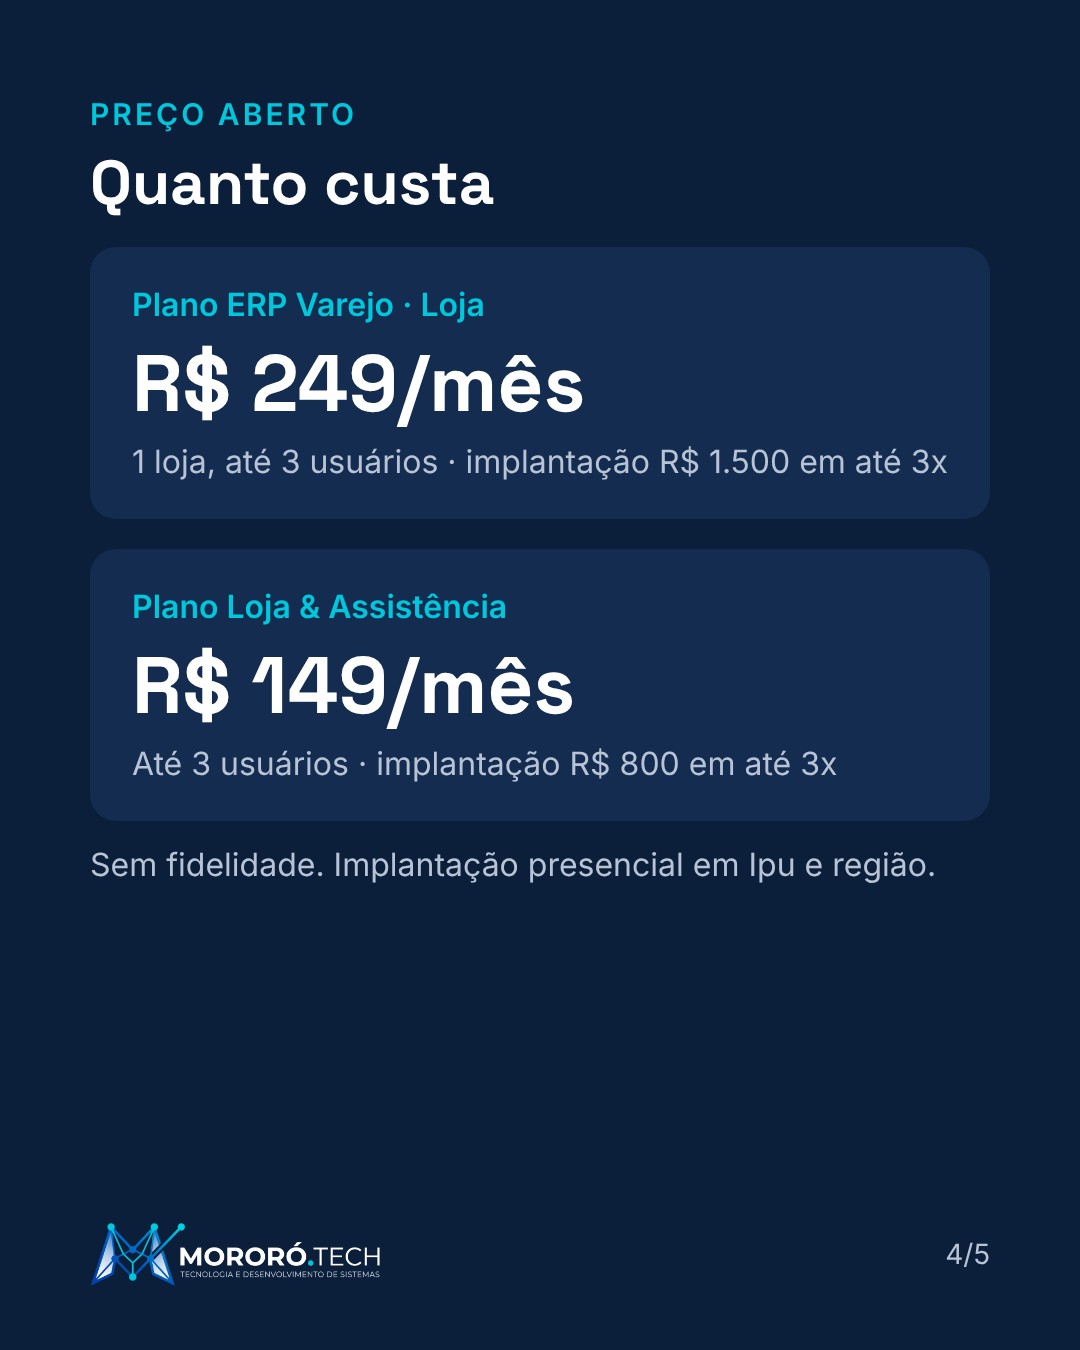 PREÇO ABERTO
Quanto custa
Plano ERP Varejo · Loja
R$ 249/mês
1 loja, até 3 usuários · implantação R$ 1.500 em até 3x
Plano Loja & Assistência
R$ 149/mês
Até 3 usuários · implantação R$ 800 em até 3x
Sem fidelidade. Implantação presencial em Ipu e região.
MORORÓ.TECH
TECNOLOGIA E DESENVOLVIMENTO DE SISTEMAS
4/5